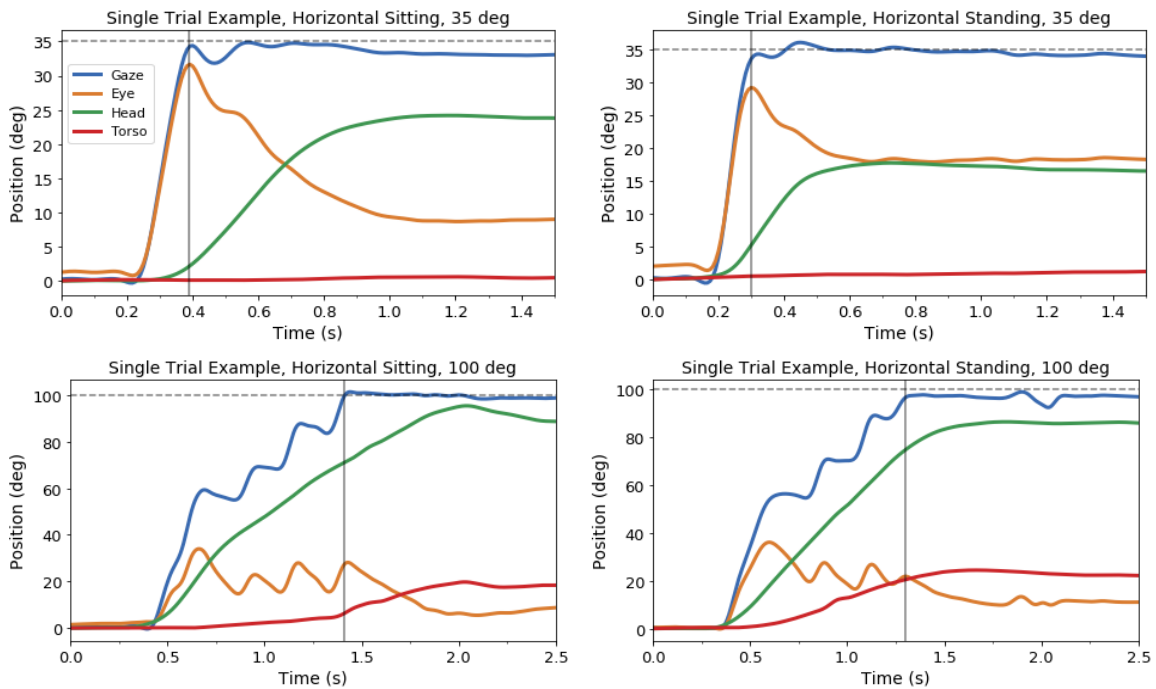 Single Trial Example, Horizontal Sitting, 35 deg
35
30
25
20
15
10
5
0
Position (deg)
Gaze
Eye
Head
Torso
0.0 0.2 0.4 0.6 0.8 1.0 1.2 1.4
Time (s)
Single Trial Example, Horizontal Standing, 35 deg
35
30
25
20
15
10
5
0
Position (deg)
0.0 0.2 0.4 0.6 0.8 1.0 1.2 1.4
Time (s)
Single Trial Example, Horizontal Sitting, 100 deg
100
80
60
40
20
0
Position (deg)
0.0 0.5 1.0 1.5 2.0 2.5
Time (s)
Single Trial Example, Horizontal Standing, 100 deg
100
80
60
40
20
0
Position (deg)
0.0 0.5 1.0 1.5 2.0 2.5
Time (s)